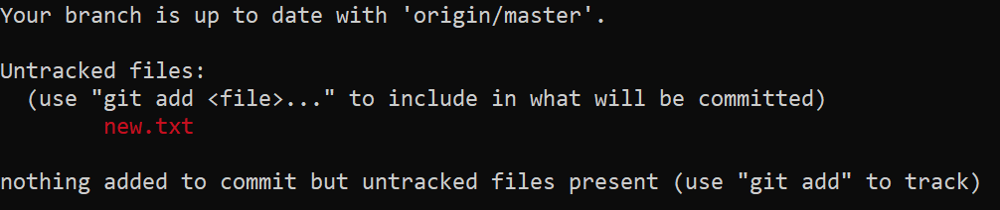 Your branch is up to date with 'origin/master'.
Untracked files:
  (use "git add <file>..." to include in what will be committed)
        new.txt
nothing added to commit but untracked files present (use "git add" to track)